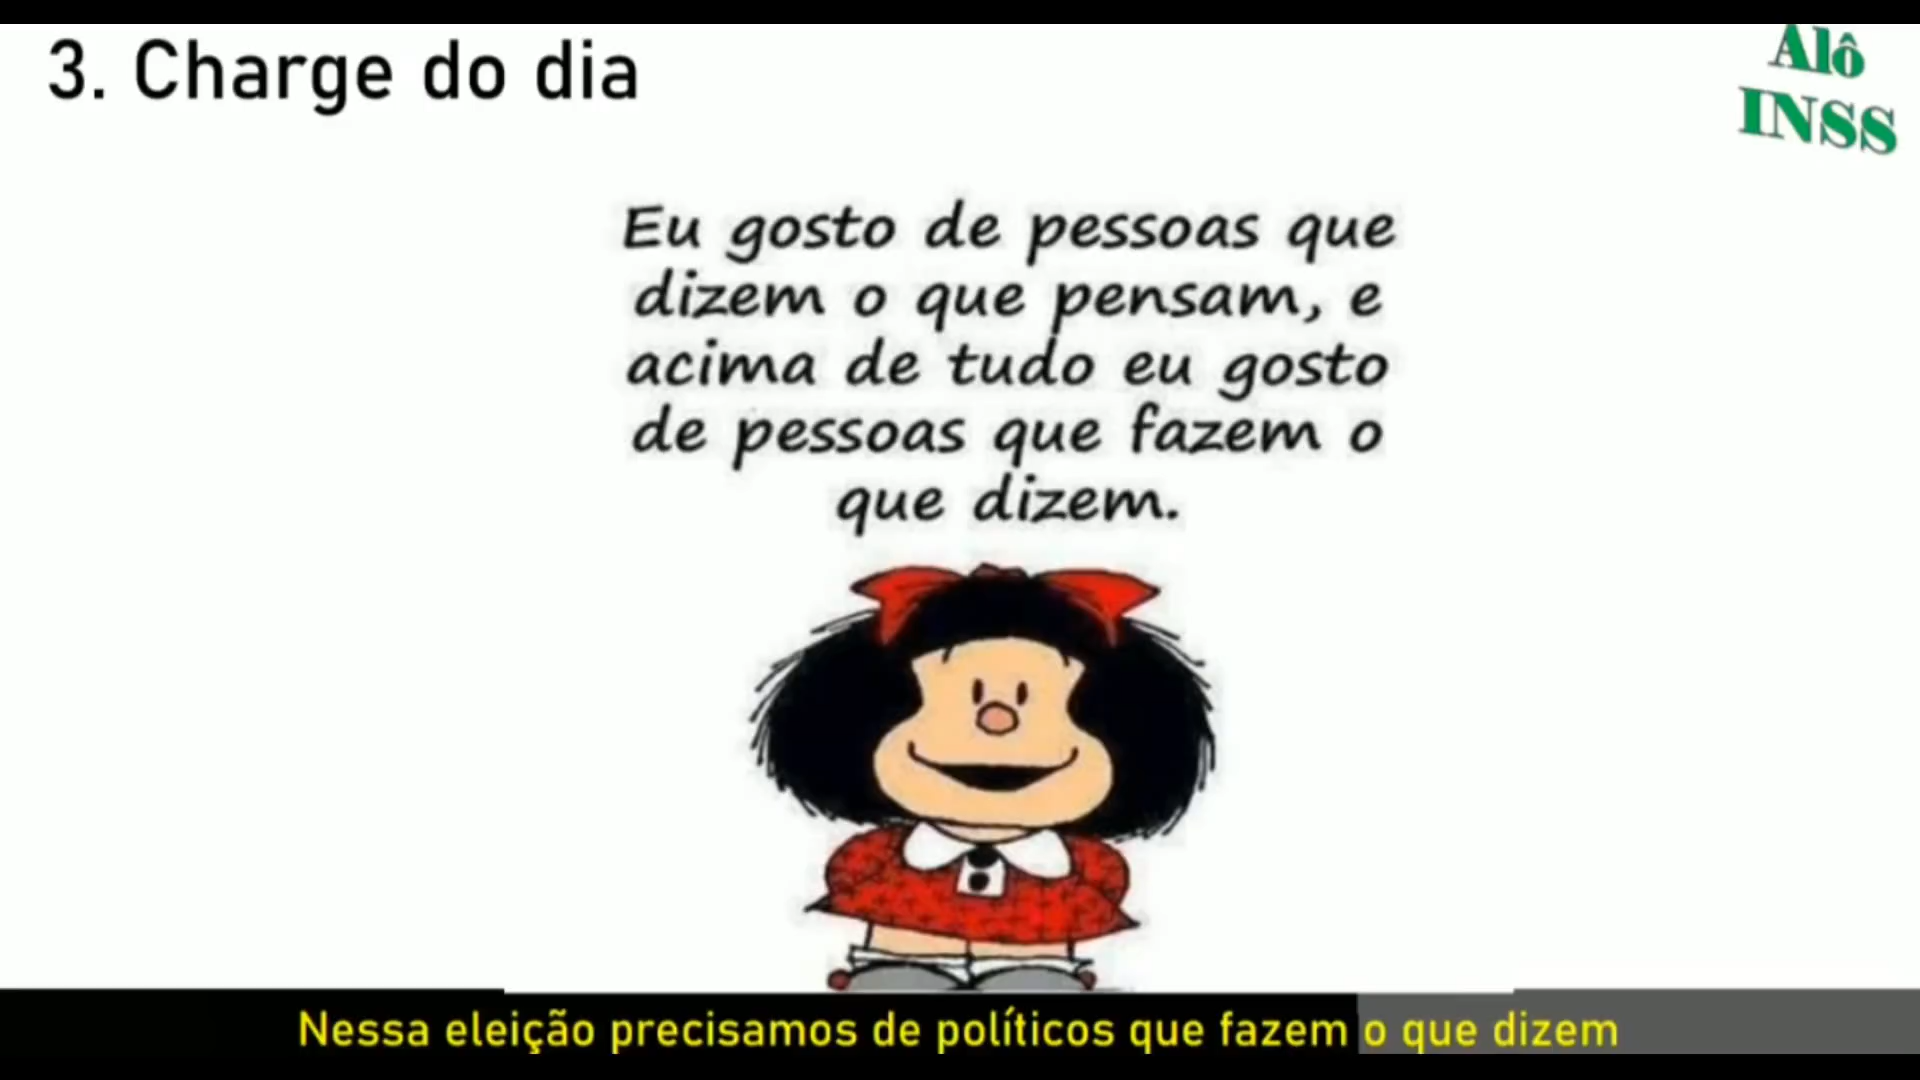 3. Charge do dia
Alô
INSS
Eu gosto de pessoas que
dizem o que pensam, e
acima de tudo eu gosto
de pessoas que fazem o
que dizem.
Nessa eleição precisamos de políticos que fazem o que dizem